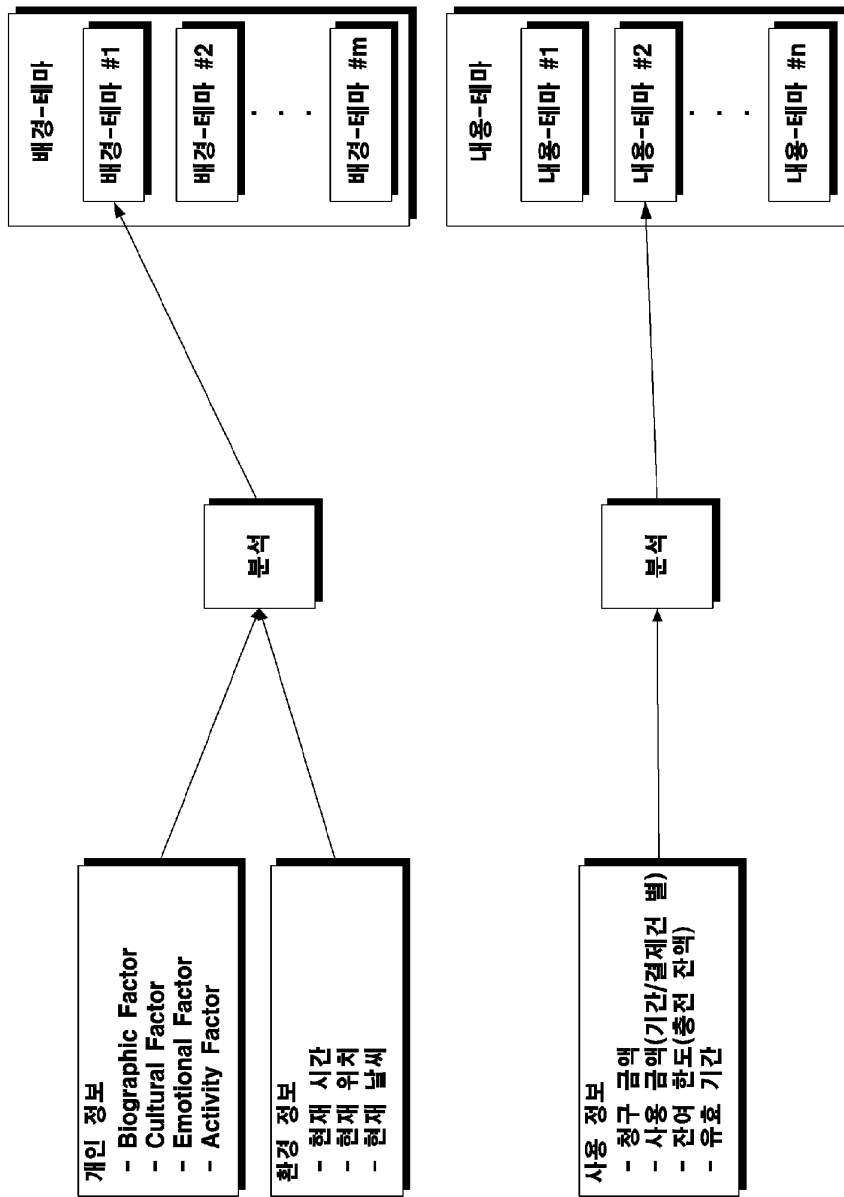 개인 정보
- Biographic Factor
- Cultural Factor
- Emotional Factor
- Activity Factor
환경 정보
- 현재 시간
- 현재 위치
- 현재 날씨
분석
배경-테마
배경-테마 #1
배경-테마 #2
. . .
배경-테마 #m
사용 정보
- 청구 금액
- 사용 금액(기간/결제건 별)
- 잔여 한도(충전 잔액)
- 유효 기간
분석
내용-테마
내용-테마 #1
내용-테마 #2
. . .
내용-테마 #n